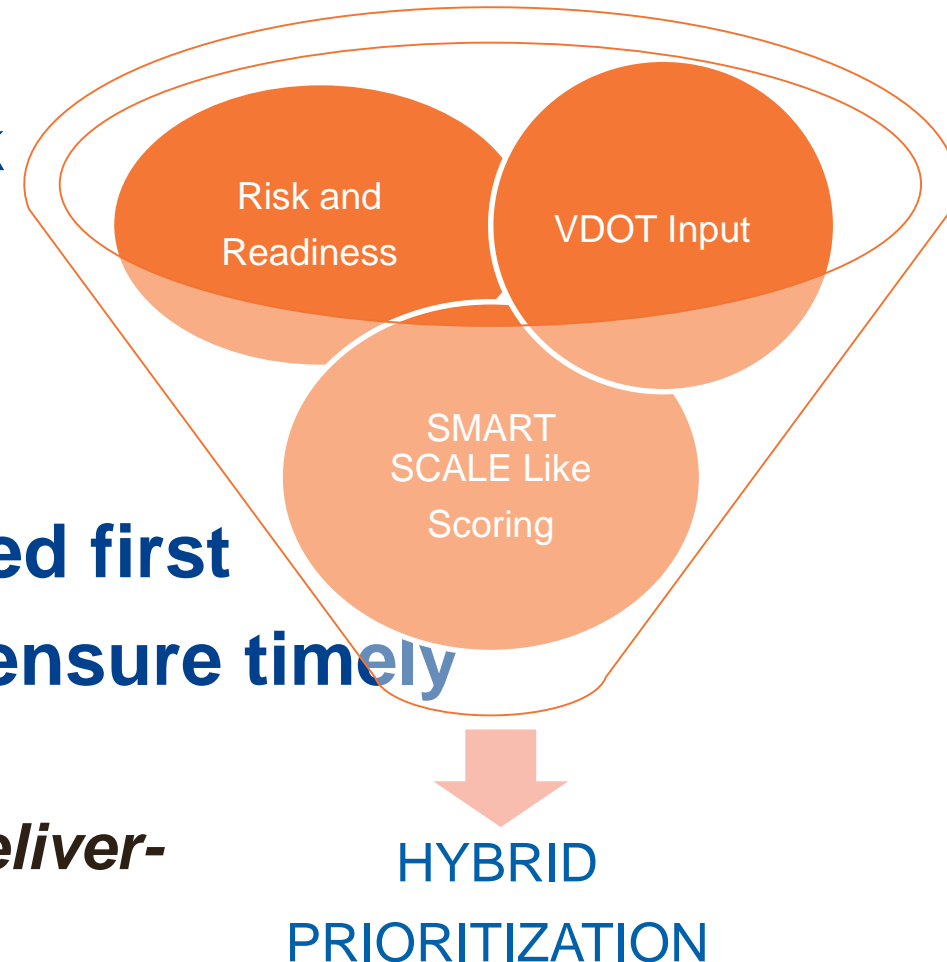 Risk and
Readiness
VDOT Input
SMART
SCALE Like
Scoring
ed first
ensure timely
eliver-
HYBRID
PRIORITIZATION